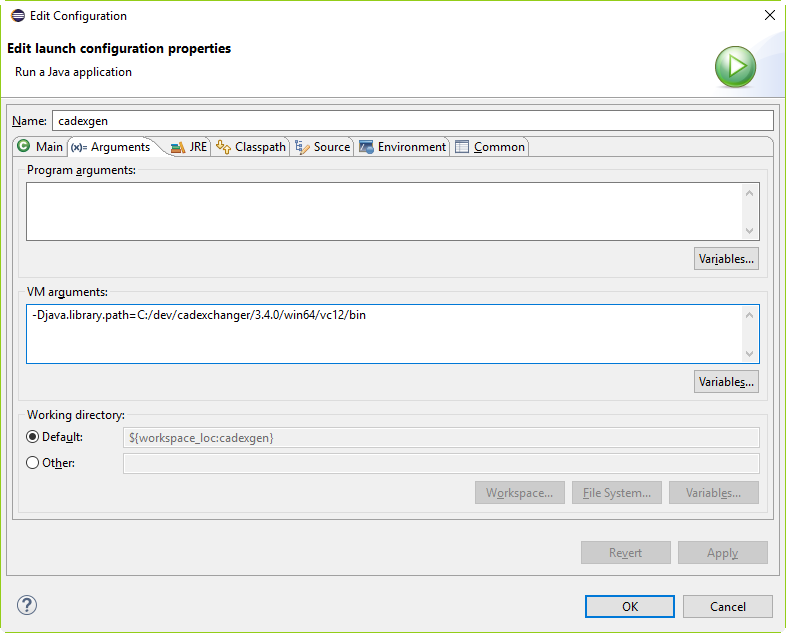 Edit Configuration
Edit launch configuration properties
Run a Java application
Name: cadexgen
Main (x)= Arguments JRE Classpath Source Environment Common
Program arguments:
Variables...
VM arguments:
-Djava.library.path=C:/dev/cadexchanger/3.4.0/win64/vc12/bin
Variables...
Working directory:
Default: ${workspace_loc:cadexgen}
Other:
Workspace... File System... Variables...
Revert Apply
? OK Cancel